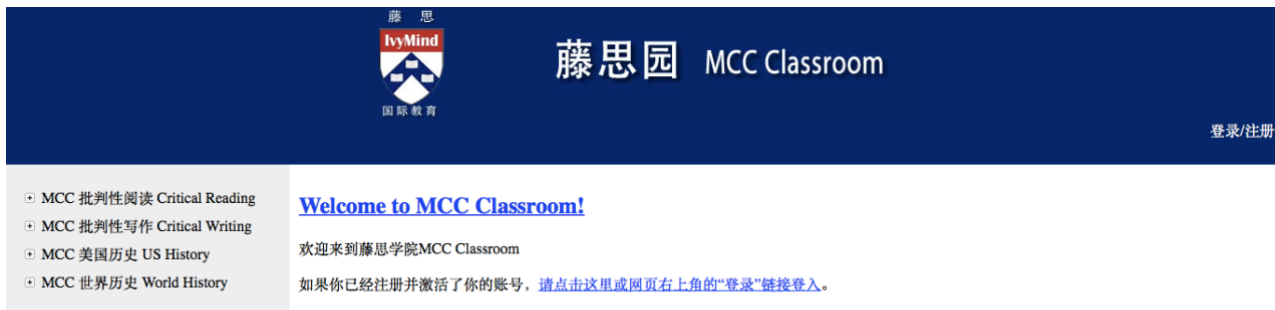 藤 思
IvyMind
国际教育
藤思园 MCC Classroom
登录/注册
MCC 批判性阅读 Critical Reading
MCC 批判性写作 Critical Writing
MCC 美国历史 US History
MCC 世界历史 World History
Welcome to MCC Classroom!
欢迎来到藤思学院MCC Classroom
如果你已经注册并激活了你的账号，请点击这里或网页右上角的“登录”链接登入。